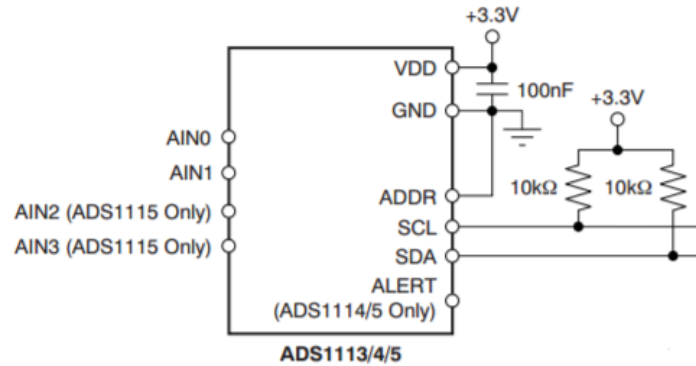 +3.3V
VDD
100nF
GND
+3.3V
AIN0
AIN1
10kΩ 10kΩ
ADDR
AIN2 (ADS1115 Only)
SCL
AIN3 (ADS1115 Only)
SDA
ALERT
(ADS1114/5 Only)
ADS1113/4/5